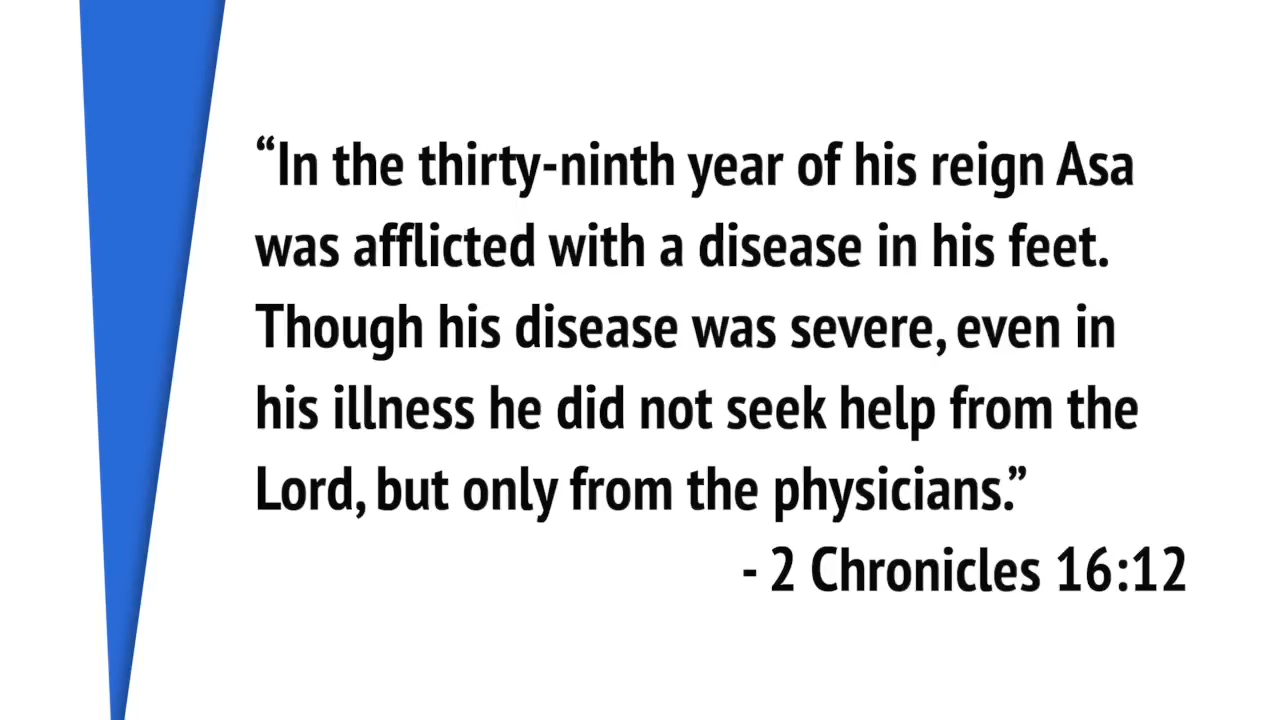 “In the thirty-ninth year of his reign Asa
was afflicted with a disease in his feet.
Though his disease was severe, even in
his illness he did not seek help from the
Lord, but only from the physicians.”
- 2 Chronicles 16:12